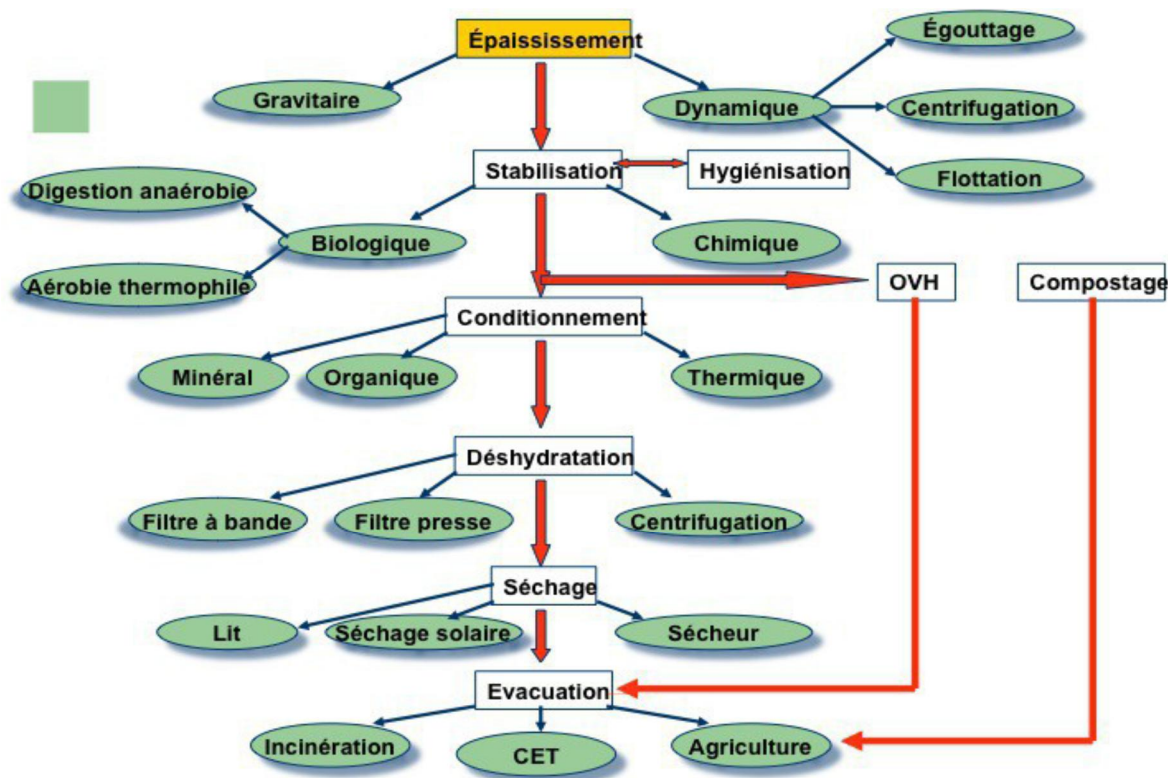 Épaississement
Égouttage
Gravitaire
Dynamique
Centrifugation
Stabilisation
Hygiénisation
Flottation
Digestion anaérobie
Biologique
Chimique
Aérobie thermophile
OVH
Compostage
Conditionnement
Minéral
Organique
Thermique
Déshydratation
Filtre à bande
Filtre presse
Centrifugation
Séchage
Lit
Séchage solaire
Sécheur
Evacuation
Incinération
CET
Agriculture